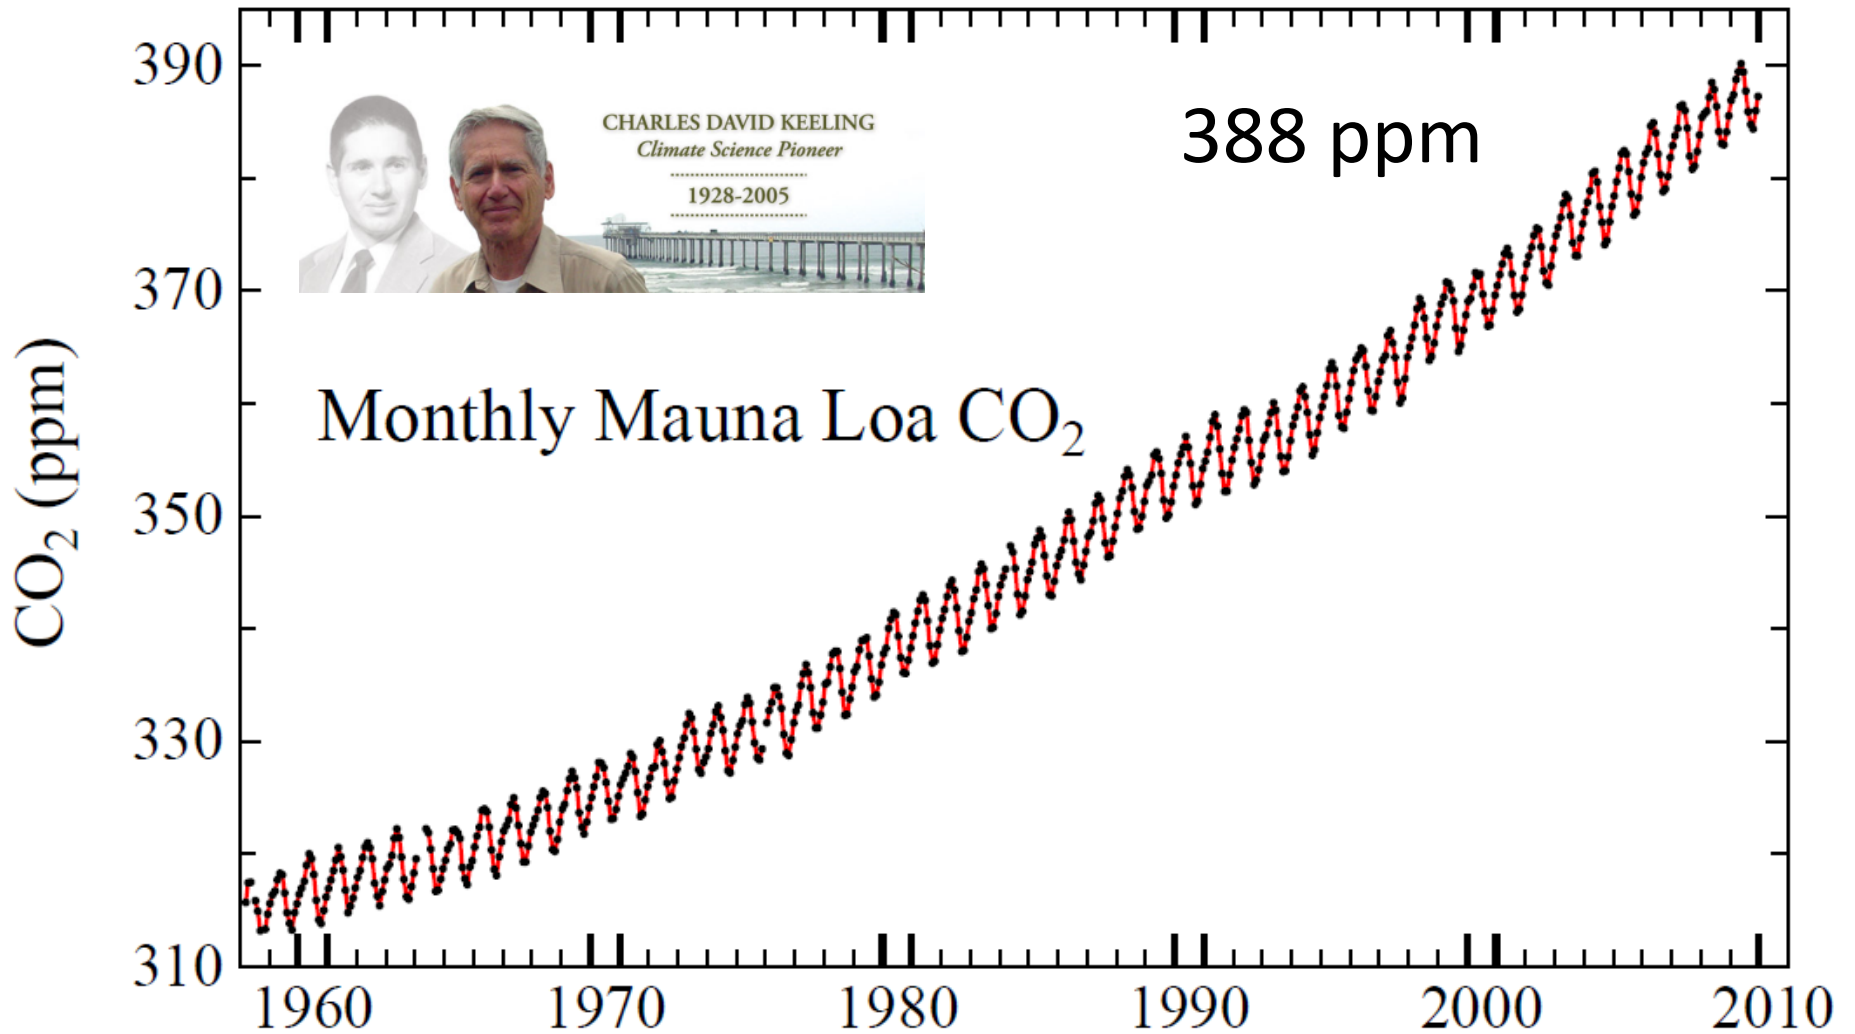 390
370
350
330
310
CO₂ (ppm)
CHARLES DAVID KEELING
Climate Science Pioneer
1928-2005
388 ppm
Monthly Mauna Loa CO₂
1960 1970 1980 1990 2000 2010